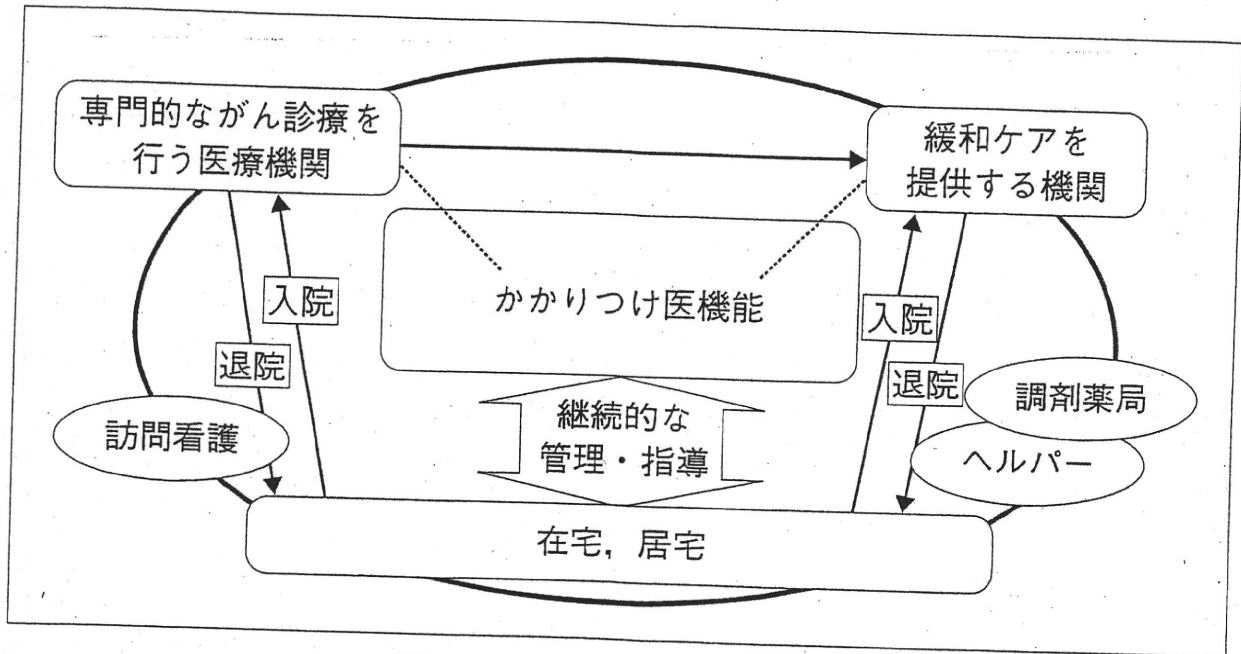 専門的ながん診療を
行う医療機関
緩和ケアを
提供する機関
かかりつけ医機能
入院
退院
入院
退院
訪問看護
継続的な
管理・指導
調剤薬局
ヘルパー
在宅，居宅